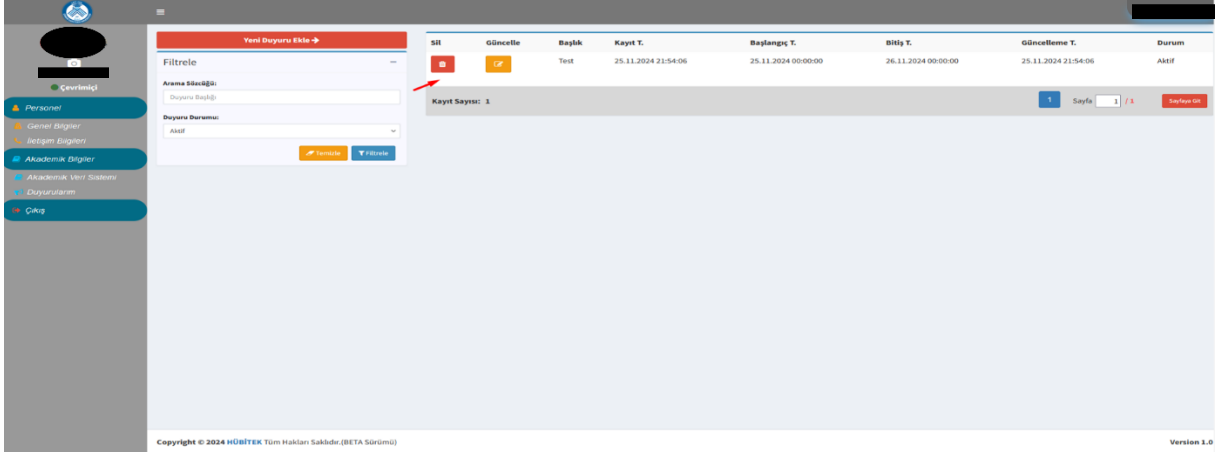 Yeni Duyuru Ekle
Filtrele
Arama Sözcüğü:
Duyuru Başlığı
Duyuru Durumu:
Aktif
Temizle Filtrele
Sil Güncelle Başlık Kayıt T. Başlangıç T. Bitiş T. Güncelleme T. Durum
Test 25.11.2024 21:54:06 25.11.2024 00:00:00 26.11.2024 00:00:00 25.11.2024 21:54:06 Aktif
Kayıt Sayısı: 1
1 Sayfa 1 / 1 Sayfaya Git
Çevrimiçi
Personel
Genel Bilgiler
İletişim Bilgileri
Akademik Bilgiler
Akademik Veri Sistemi
Duyurularım
Çıkış
Copyright © 2024 HÜBİTEK Tüm Hakları Saklıdır.(BETA Sürümü)
Version 1.0